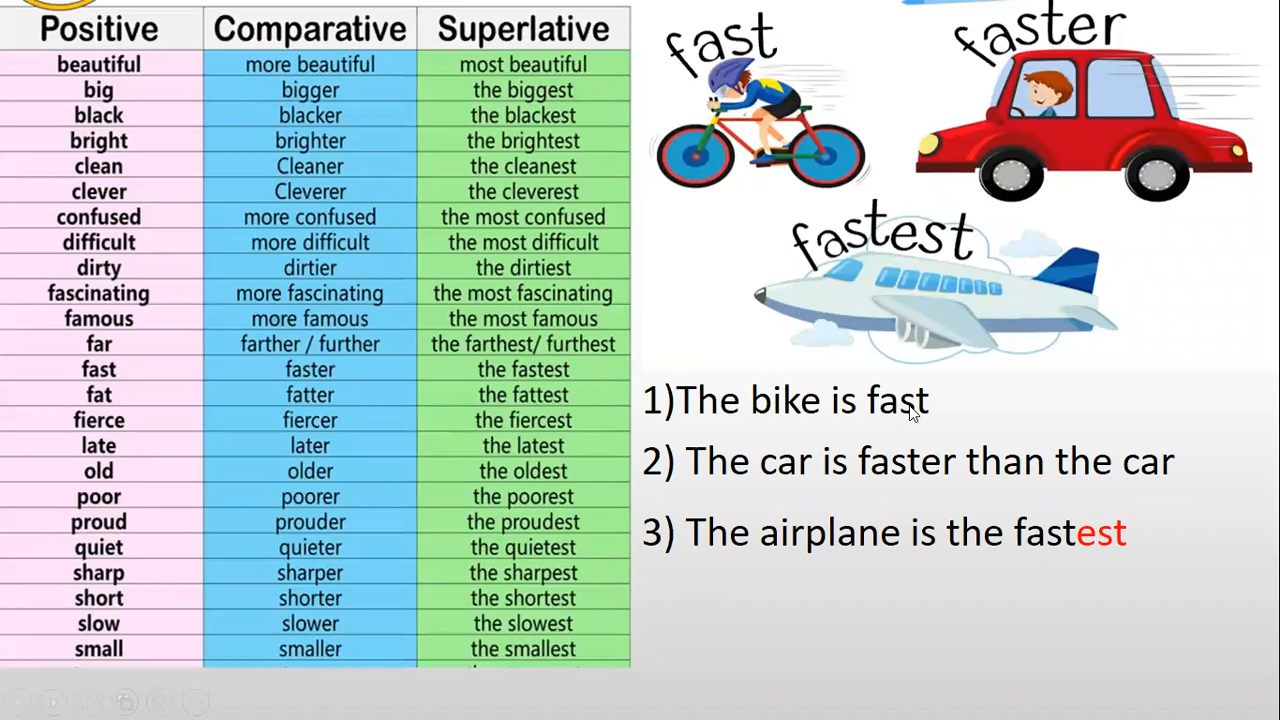 Positive Comparative Superlative
beautiful more beautiful most beautiful
big bigger the biggest
black blacker the blackest
bright brighter the brightest
clean Cleaner the cleanest
clever Cleverer the cleverest
confused more confused the most confused
difficult more difficult the most difficult
dirty dirtier the dirtiest
fascinating more fascinating the most fascinating
famous more famous the most famous
far farther / further the farthest/ furthest
fast faster the fastest
fat fatter the fattest
fierce fiercer the fiercest
late later the latest
old older the oldest
poor poorer the poorest
proud prouder the proudest
quiet quieter the quietest
sharp sharper the sharpest
short shorter the shortest
slow slower the slowest
small smaller the smallest
fast
faster
fastest
1)The bike is fast
2) The car is faster than the car
3) The airplane is the fastest